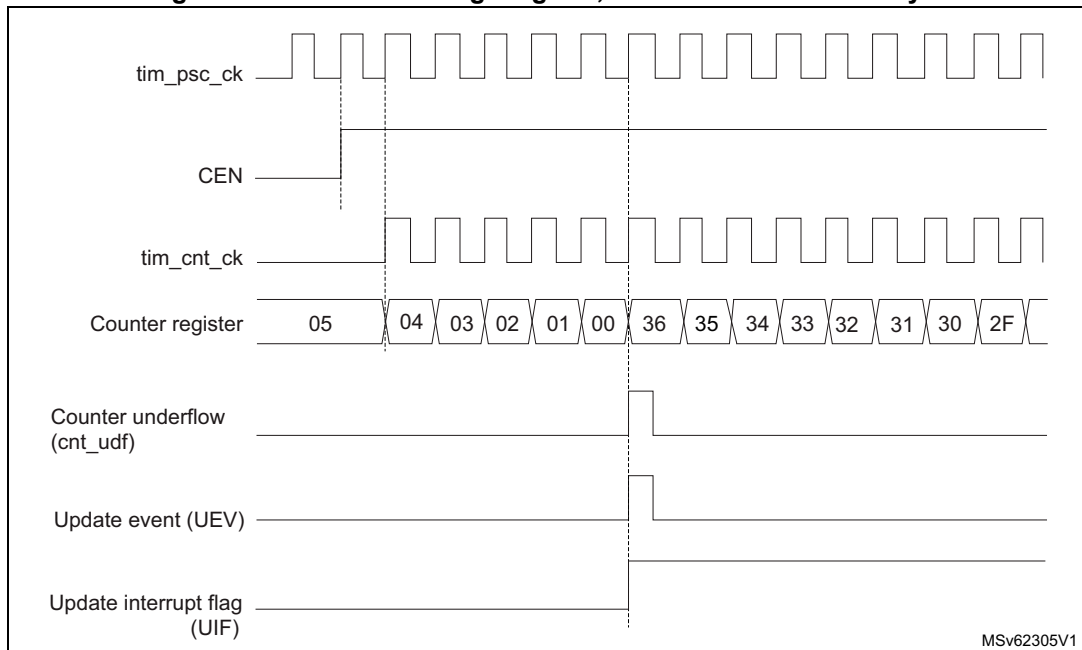 tim_psc_ck
CEN
tim_cnt_ck
Counter register 05 04 03 02 01 00 36 35 34 33 32 31 30 2F
Counter underflow
(cnt_udf)
Update event (UEV)
Update interrupt flag
(UIF)
MSv62305V1